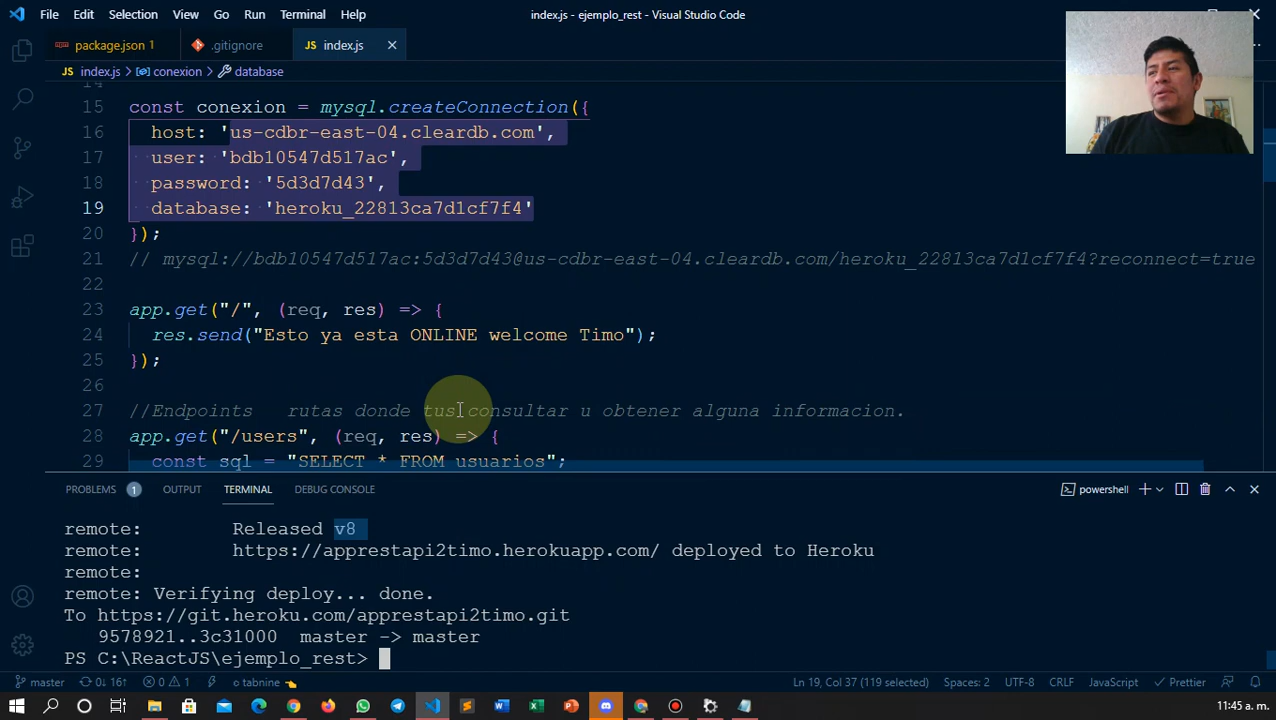 File Edit Selection View Go Run Terminal Help index.js - ejemplo_rest - Visual Studio Code
package.json 1 .gitignore JS index.js
JS index.js > conexion > database
14
15 const conexion = mysql.createConnection({
16 host: 'us-cdbr-east-04.cleardb.com',
17 user: 'bdb10547d517ac',
18 password: '5d3d7d43',
19 database: 'heroku_22813ca7d1cf7f4'
20 });
21 // mysql://bdb10547d517ac:5d3d7d43@us-cdbr-east-04.cleardb.com/heroku_22813ca7d1cf7f4?reconnect=true
22
23 app.get("/", (req, res) => {
24 res.send("Esto ya esta ONLINE welcome Timo");
25 });
26
27 //Endpoints rutas donde tus consultar u obtener alguna informacion.
28 app.get("/users", (req, res) => {
29 const sql = "SELECT * FROM usuarios";
PROBLEMS 1 OUTPUT TERMINAL DEBUG CONSOLE powershell
remote: Released v8
remote: https://apprestapi2timo.herokuapp.com/ deployed to Heroku
remote:
remote: Verifying deploy... done.
To https://git.heroku.com/apprestapi2timo.git
9578921..3c31000 master -> master
PS C:\ReactJS\ejemplo_rest>
master 0↓ 1↑ 0 1 tabnine Ln 19, Col 37 (119 selected) Spaces: 2 UTF-8 CRLF JavaScript Prettier
11:45 a. m.